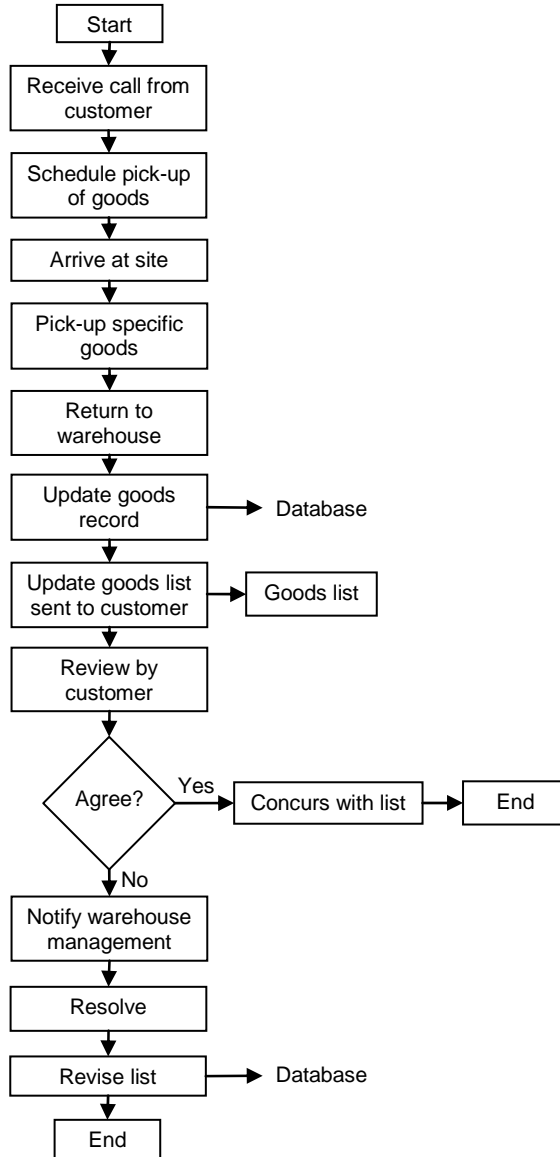 Start
Receive call from
customer
Schedule pick-up
of goods
Arrive at site
Pick-up specific
goods
Return to
warehouse
Update goods
record
Database
Update goods list
sent to customer
Goods list
Review by
customer
Agree?
Yes
Concurs with list
End
No
Notify warehouse
management
Resolve
Revise list
Database
End